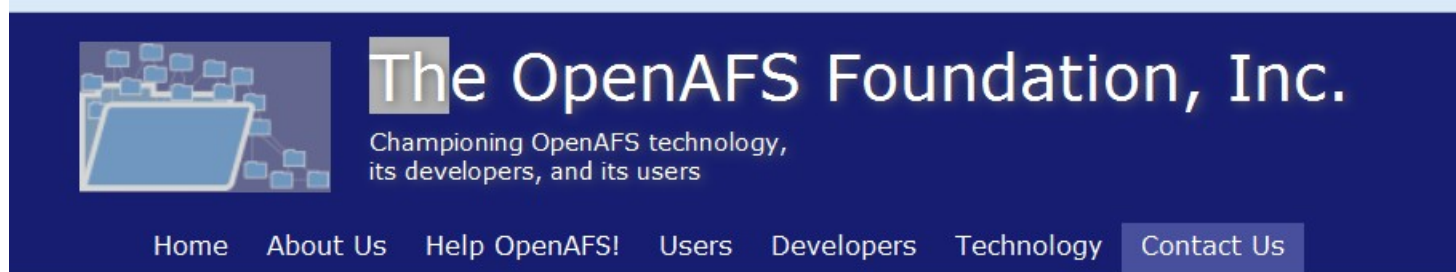 The OpenAFS Foundation, Inc.
Championing OpenAFS technology,
its developers, and its users
Home About Us Help OpenAFS! Users Developers Technology Contact Us